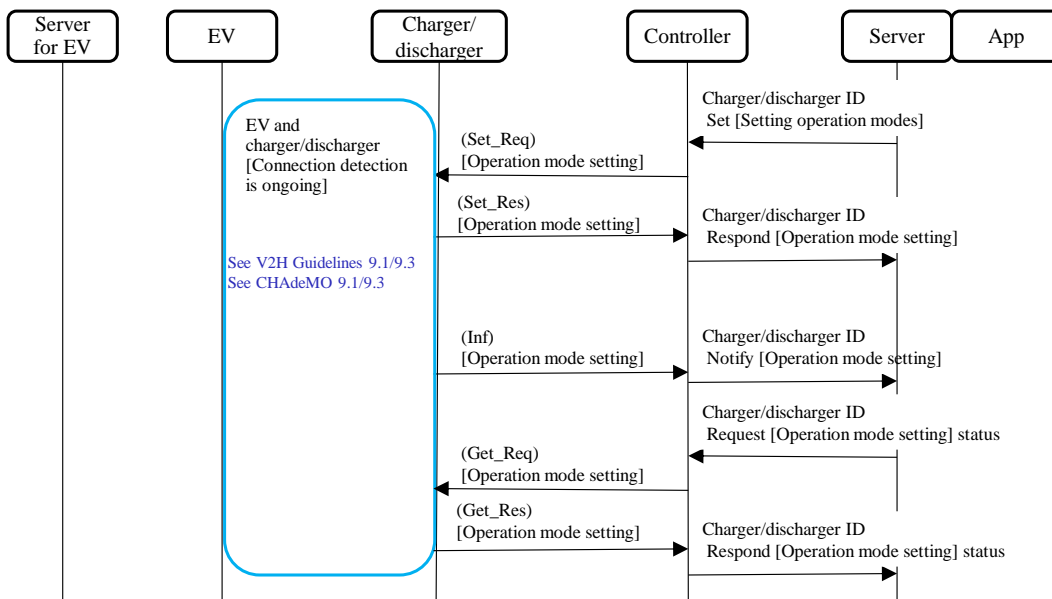 Server
for EV
EV
Charger/
discharger
Controller
Server
App
Charger/discharger ID
Set [Setting operation modes]
EV and
charger/discharger
[Connection detection
is ongoing]
(Set_Req)
[Operation mode setting]
(Set_Res)
[Operation mode setting]
Charger/discharger ID
Respond [Operation mode setting]
See V2H Guidelines 9.1/9.3
See CHAdeMO 9.1/9.3
(Inf)
[Operation mode setting]
Charger/discharger ID
Notify [Operation mode setting]
Charger/discharger ID
Request [Operation mode setting] status
(Get_Req)
[Operation mode setting]
(Get_Res)
[Operation mode setting]
Charger/discharger ID
Respond [Operation mode setting] status